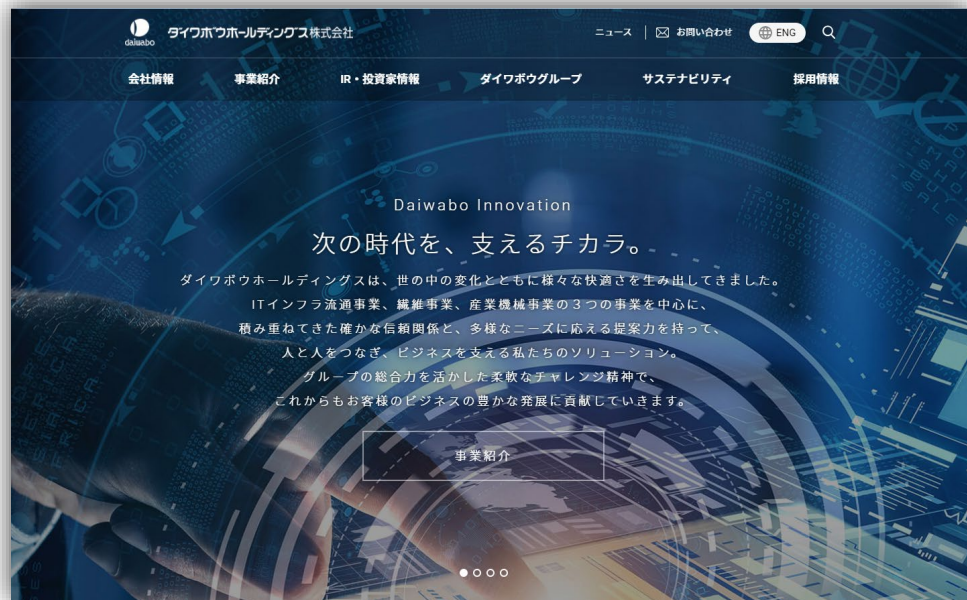 daiwabo
ダイワボウホールディングス株式会社
ニュース
お問い合わせ
ENG
会社情報
事業紹介
IR・投資家情報
ダイワボウグループ
サステナビリティ
採用情報
Daiwabo Innovation
次の時代を、支えるチカラ。
ダイワボウホールディングスは、世の中の変化とともに様々な快適さを生み出してきました。
ITインフラ流通事業、繊維事業、産業機械事業の３つの事業を中心に、
積み重ねてきた確かな信頼関係と、多様なニーズに応える提案力を持って、
人と人をつなぎ、ビジネスを支える私たちのソリューション。
グループの総合力を活かした柔軟なチャレンジ精神で、
これからもお客様のビジネスの豊かな発展に貢献していきます。
事業紹介